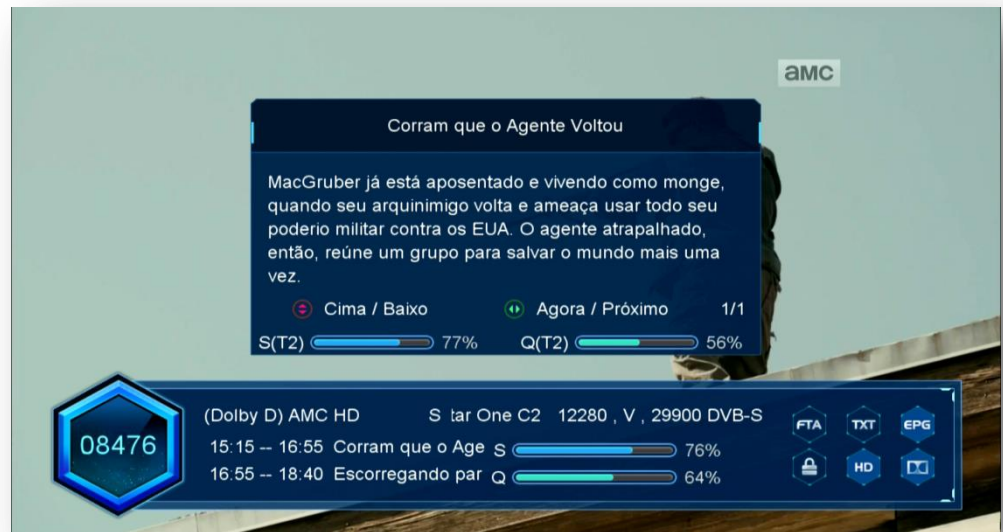 aMC
Corram que o Agente Voltou
MacGruber já está aposentado e vivendo como monge,
quando seu arquinimigo volta e ameaça usar todo seu
poderio militar contra os EUA. O agente atrapalhado,
então, reúne um grupo para salvar o mundo mais uma
vez.
Cima / Baixo Agora / Próximo 1/1
S(T2) 77% Q(T2) 56%
(Dolby D) AMC HD S tar One C2 12280 , V , 29900 DVB-S
FTA TXT EPG
08476
15:15 -- 16:55 Corram que o Age S 76%
16:55 -- 18:40 Escorregando par Q 64%
HD